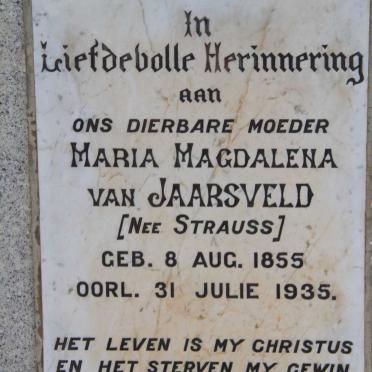 In
Liefdevolle Herinnering
aan
ONS DIERBARE MOEDER
MARIA MAGDALENA
VAN JAARSVELD
[NEE STRAUSS]
GEB. 8 AUG. 1855
OORL. 31 JULIE 1935.
HET LEVEN IS MY CHRISTUS
EN HET STERVEN MY GEWIN